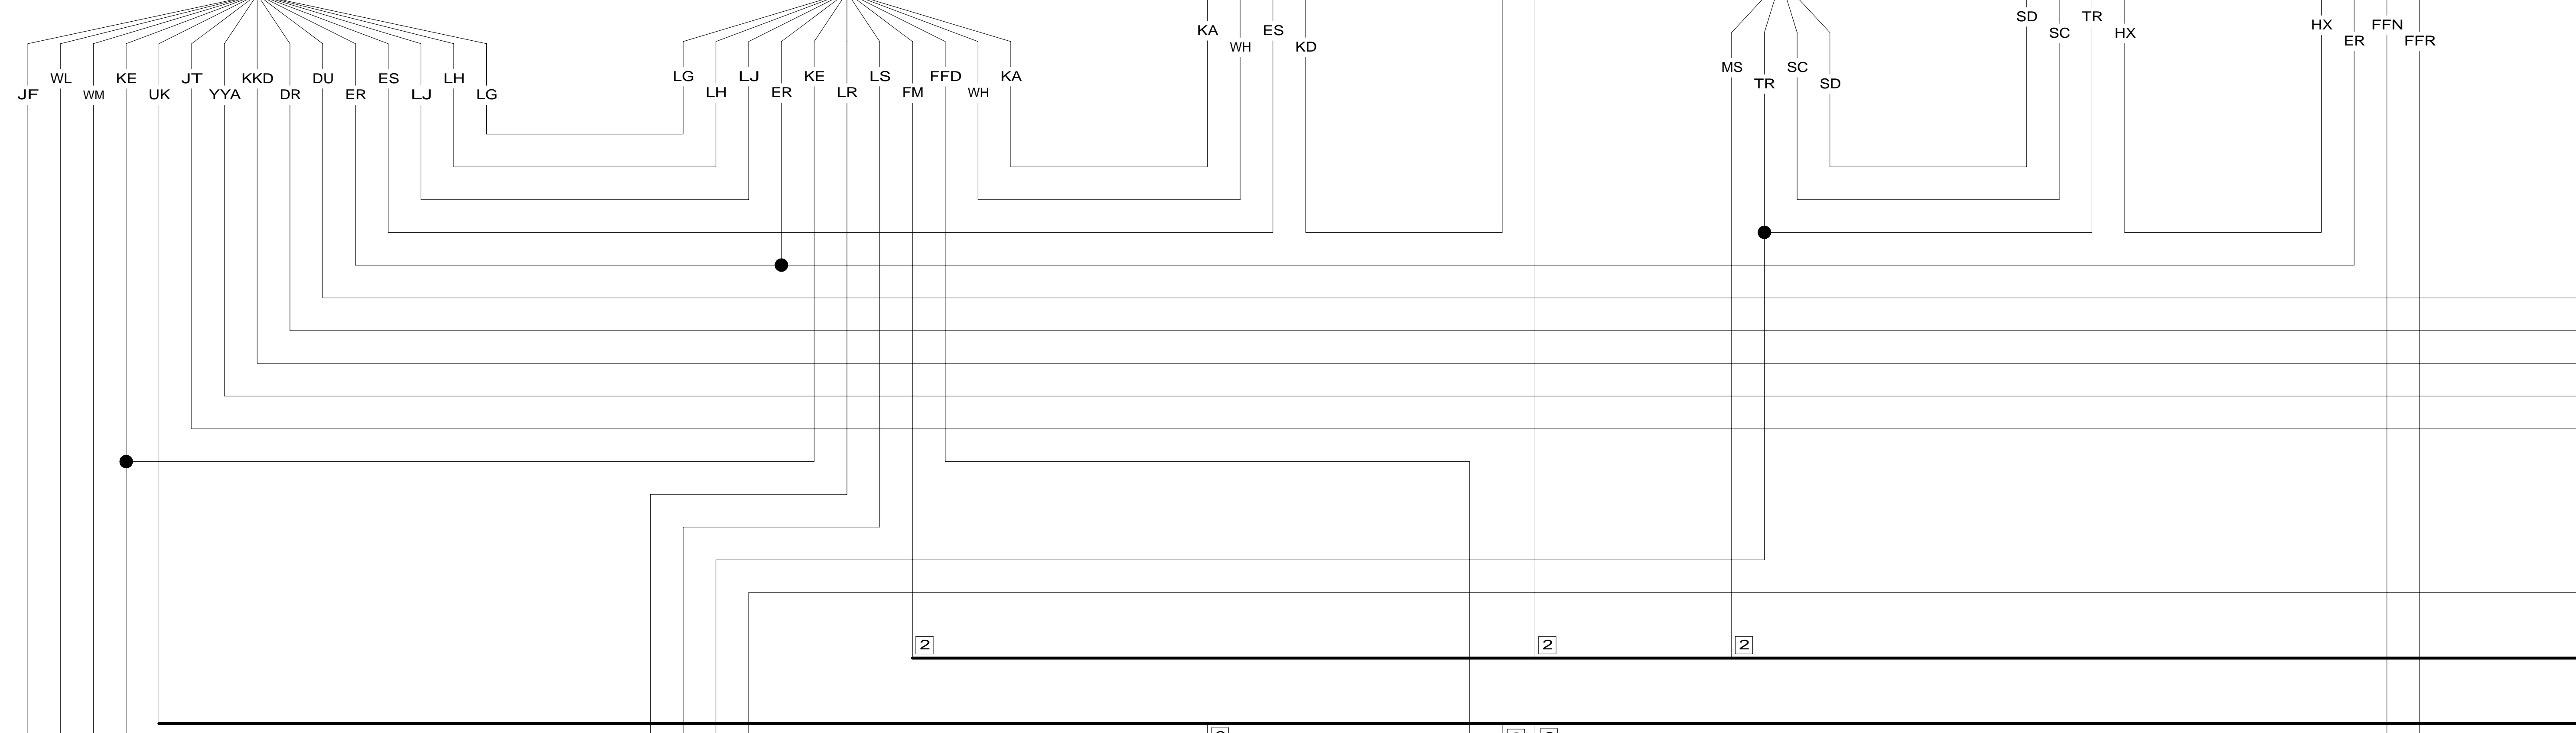 JF WL WM KE UK JT YYA KKD DR DU ER ES LJ LH LG
LG LH LJ ER KE LR LS FM FFD WH KA
KA WH ES KD
MS TR SC SD
SD SC TR HX
HX ER FFN FFR
2 2 2